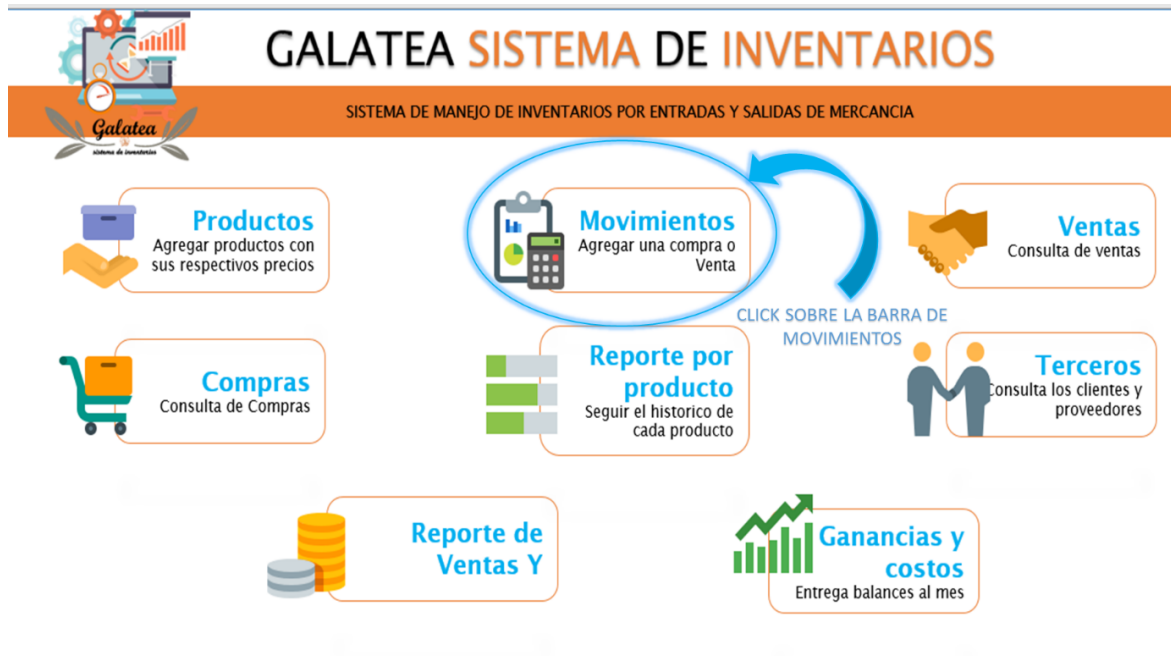 GALATEA SISTEMA DE INVENTARIOS
SISTEMA DE MANEJO DE INVENTARIOS POR ENTRADAS Y SALIDAS DE MERCANCIA
Galatea
sistema de inventarios
Productos
Agregar productos con
sus respectivos precios
Movimientos
Agregar una compra o
Venta
Ventas
Consulta de ventas
CLICK SOBRE LA BARRA DE
MOVIMIENTOS
Compras
Consulta de Compras
Reporte por
producto
Seguir el historico de
cada producto
Terceros
Consulta los clientes y
proveedores
Reporte de
Ventas Y
Ganancias y
costos
Entrega balances al mes